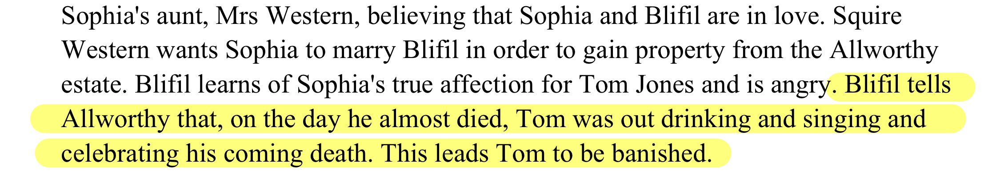 Sophia's aunt, Mrs Western, believing that Sophia and Blifil are in love. Squire
Western wants Sophia to marry Blifil in order to gain property from the Allworthy
estate. Blifil learns of Sophia's true affection for Tom Jones and is angry. Blifil tells
Allworthy that, on the day he almost died, Tom was out drinking and singing and
celebrating his coming death. This leads Tom to be banished.